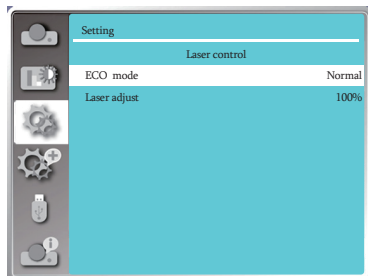 Setting
Laser control
ECO mode Normal
Laser adjust 100%